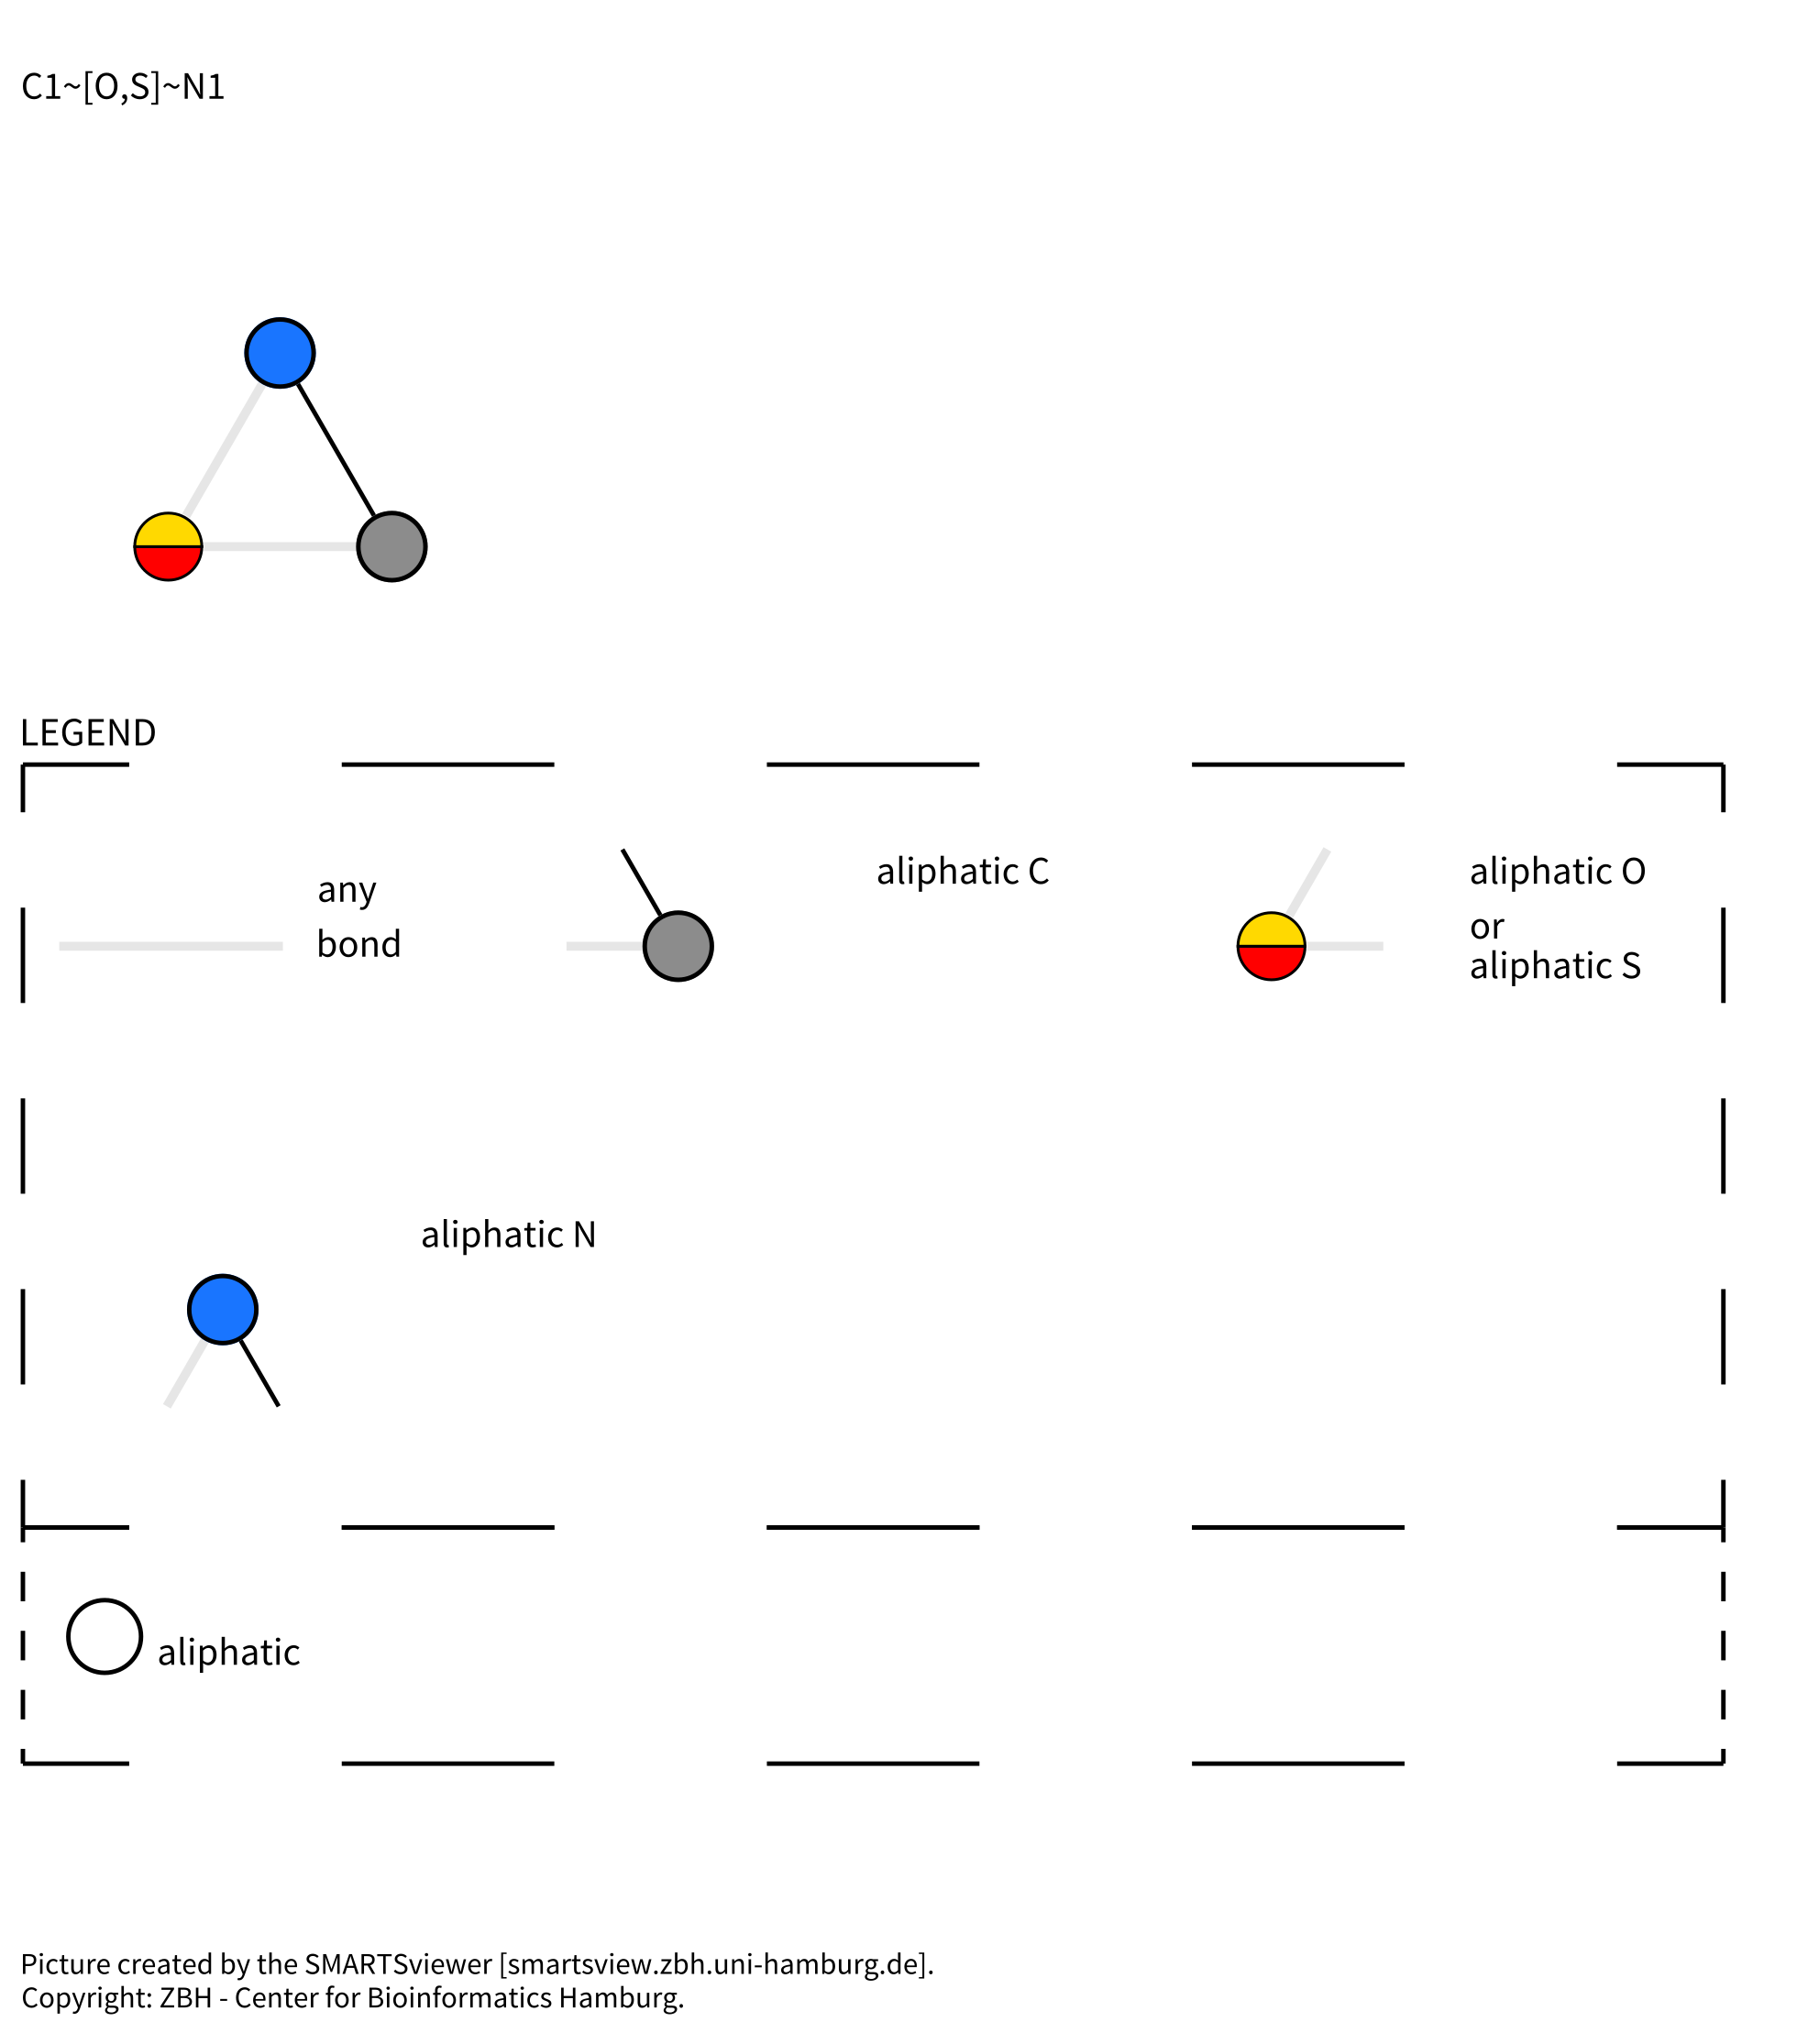 C1~[O,S]~N1
LEGEND
any
bond
aliphatic C
aliphatic O
or
aliphatic S
aliphatic N
aliphatic
Picture created by the SMARTSviewer [smartsview.zbh.uni-hamburg.de].
Copyright: ZBH - Center for Bioinformatics Hamburg.